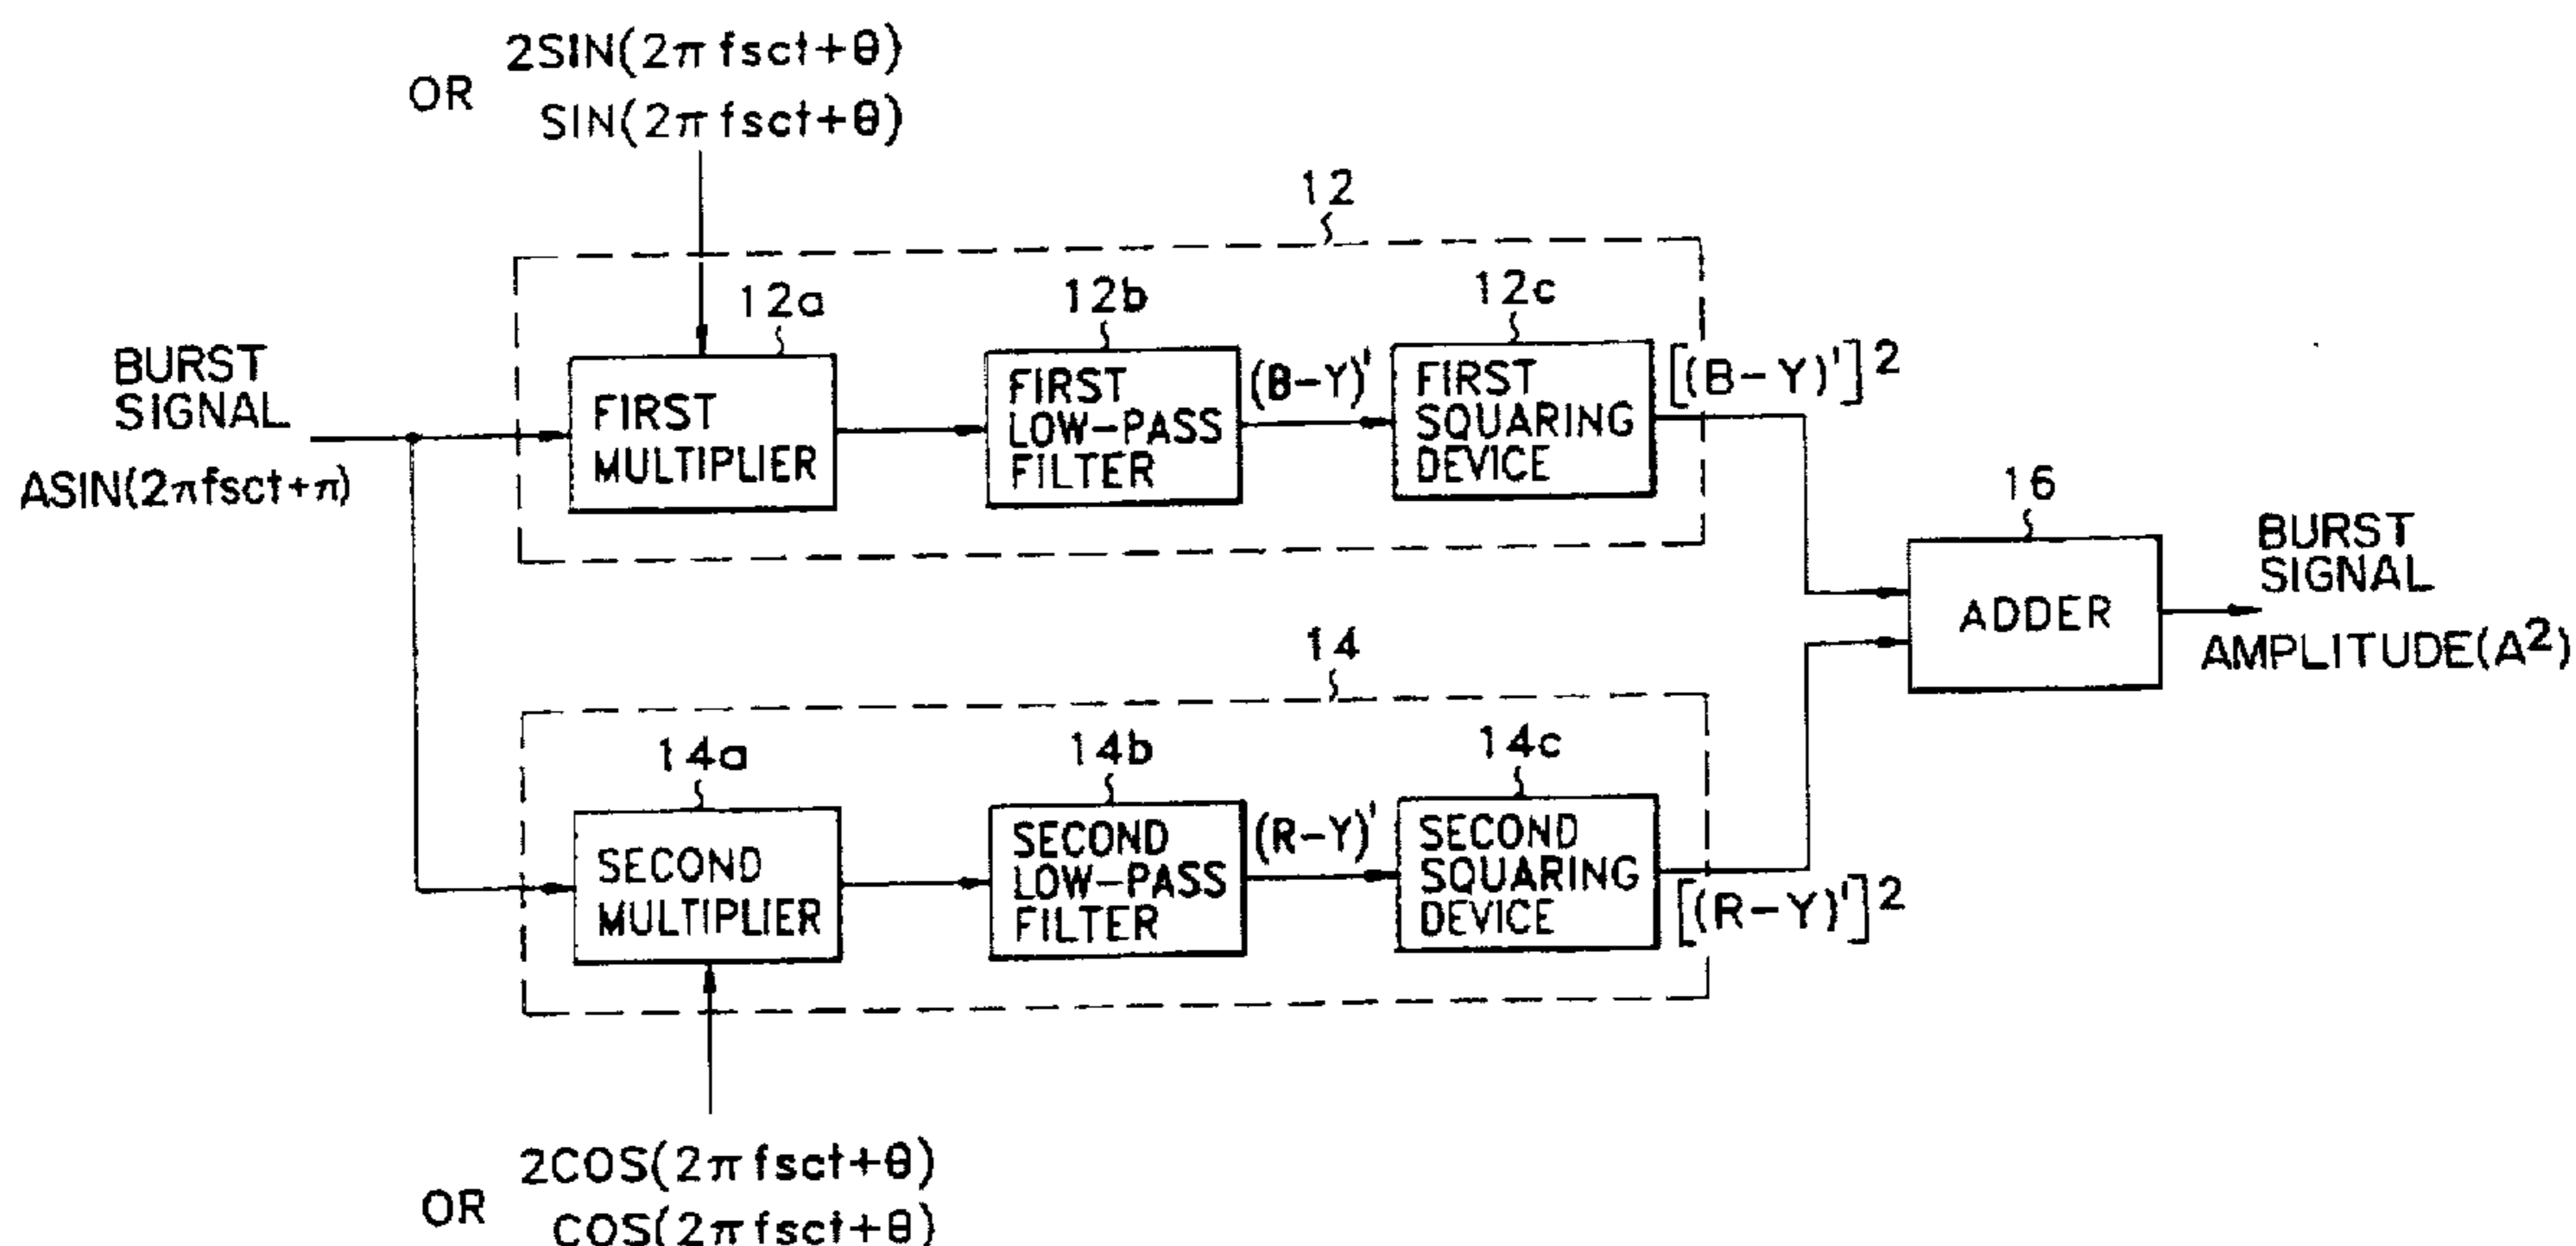 2SIN(2π fsct+θ)
OR
SIN(2π fsct+θ)
12
12a
12b
12c
BURST
SIGNAL
ASIN(2πfsct+π)
FIRST
MULTIPLIER
FIRST
LOW-PASS
FILTER
(B-Y)'
FIRST
SQUARING
DEVICE
[(B-Y)']2
16
ADDER
BURST
SIGNAL
AMPLITUDE(A2)
14
14a
14b
14c
SECOND
MULTIPLIER
SECOND
LOW-PASS
FILTER
(R-Y)'
SECOND
SQUARING
DEVICE
[(R-Y)']2
2COS(2π fsct+θ)
OR
COS(2π fsct+θ)